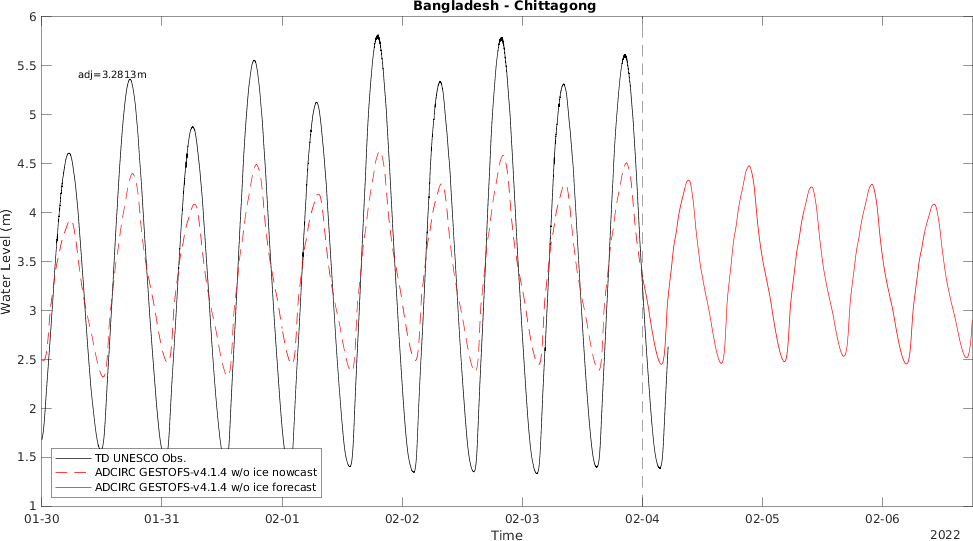 Bangladesh - Chittagong
6
5.5
adj=3.2813m
5
4.5
4
3.5
3
2.5
2
1.5
1
Water Level (m)
TD UNESCO Obs.
ADCIRC GESTOFS-v4.1.4 w/o ice nowcast
ADCIRC GESTOFS-v4.1.4 w/o ice forecast
01-30 01-31 02-01 02-02 02-03 02-04 02-05 02-06
Time
2022